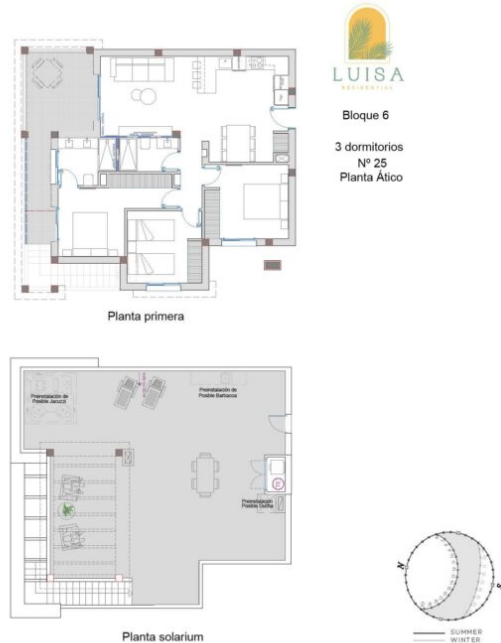 LUISA
RESIDENTIAL
Bloque 6
3 dormitorios
Nº 25
Planta Ático
Planta primera
Preinstalación de
Posible Jacuzzi
Preinstalación de
Posible Barbacoa
Preinstalación
Posible Ducha
Planta solarium
N
S
SUMMER
WINTER